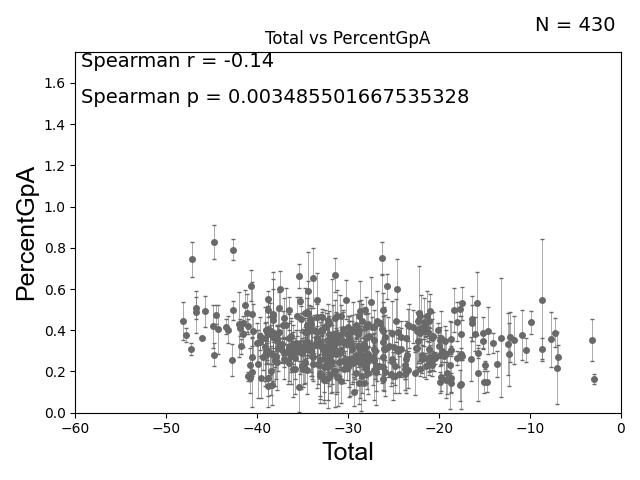 N = 430
Total vs PercentGpA
Spearman r = -0.14
Spearman p = 0.003485501667535328
PercentGpA
1.6
1.4
1.2
1.0
0.8
0.6
0.4
0.2
0.0
−60 −50 −40 −30 −20 −10 0
Total